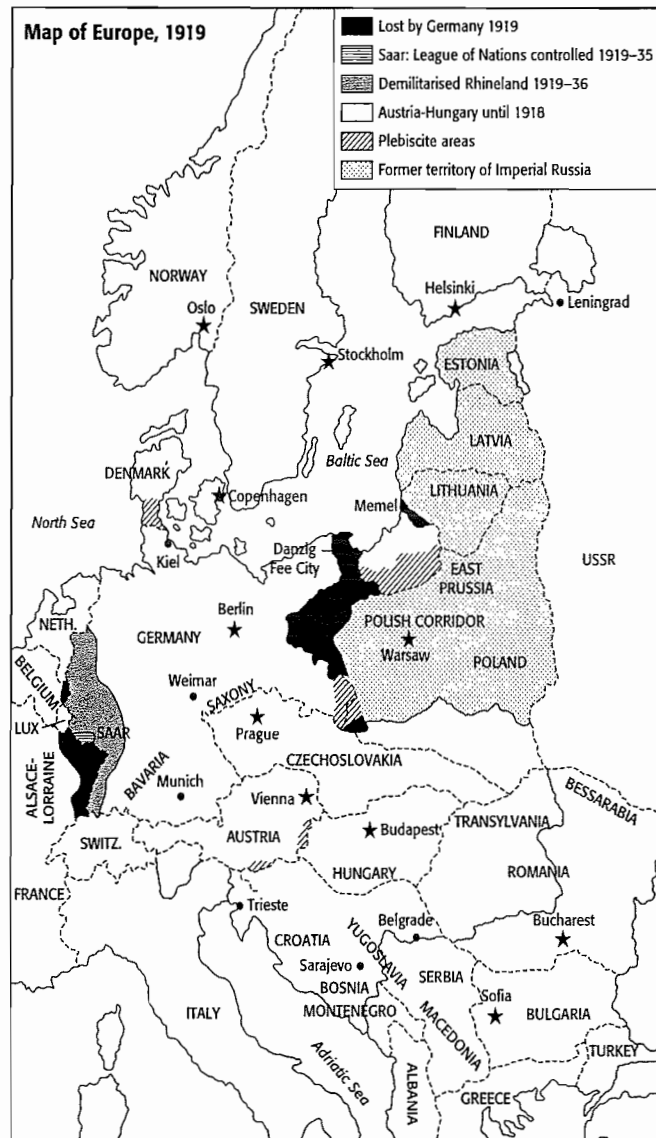 Map of Europe, 1919
Lost by Germany 1919
Saar: League of Nations controlled 1919–35
Demilitarised Rhineland 1919–36
Austria-Hungary until 1918
Plebiscite areas
Former territory of Imperial Russia
FINLAND
NORWAY
Helsinki
Oslo
SWEDEN
Leningrad
Stockholm
ESTONIA
LATVIA
Baltic Sea
DENMARK
LITHUANIA
Copenhagen
Memel
North Sea
Kiel
Danzig
Fee City
USSR
EAST
PRUSSIA
NETH.
Berlin
GERMANY
POLISH CORRIDOR
Warsaw
POLAND
BELGIUM
Weimar
SAXONY
LUX
SAAR
Prague
CZECHOSLOVAKIA
ALSACE-
LORRAINE
BAVARIA
Munich
Vienna
BESSARABIA
TRANSYLVANIA
SWITZ.
AUSTRIA
Budapest
HUNGARY
ROMANIA
FRANCE
Trieste
Belgrade
Bucharest
CROATIA
YUGOSLAVIA
Sarajevo
BOSNIA
SERBIA
MONTENEGRO
Sofia
BULGARIA
ITALY
MACEDONIA
Adriatic Sea
ALBANIA
TURKEY
GREECE